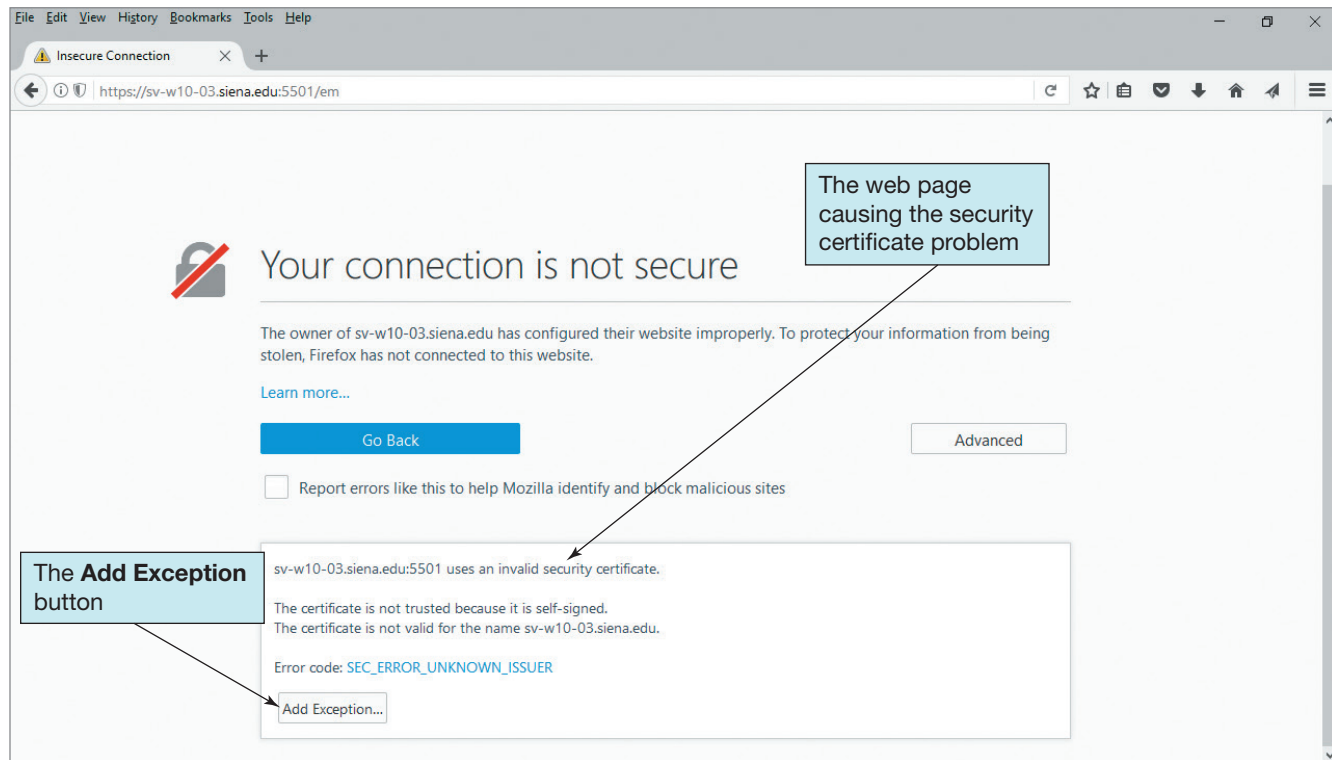 File Edit View History Bookmarks Tools Help
Insecure Connection
https://sv-w10-03.siena.edu:5501/em
The web page
causing the security
certificate problem
Your connection is not secure
The owner of sv-w10-03.siena.edu has configured their website improperly. To protect your information from being
stolen, Firefox has not connected to this website.
Learn more...
Go Back
Advanced
Report errors like this to help Mozilla identify and block malicious sites
The Add Exception
button
sv-w10-03.siena.edu:5501 uses an invalid security certificate.
The certificate is not trusted because it is self-signed.
The certificate is not valid for the name sv-w10-03.siena.edu.
Error code: SEC_ERROR_UNKNOWN_ISSUER
Add Exception...